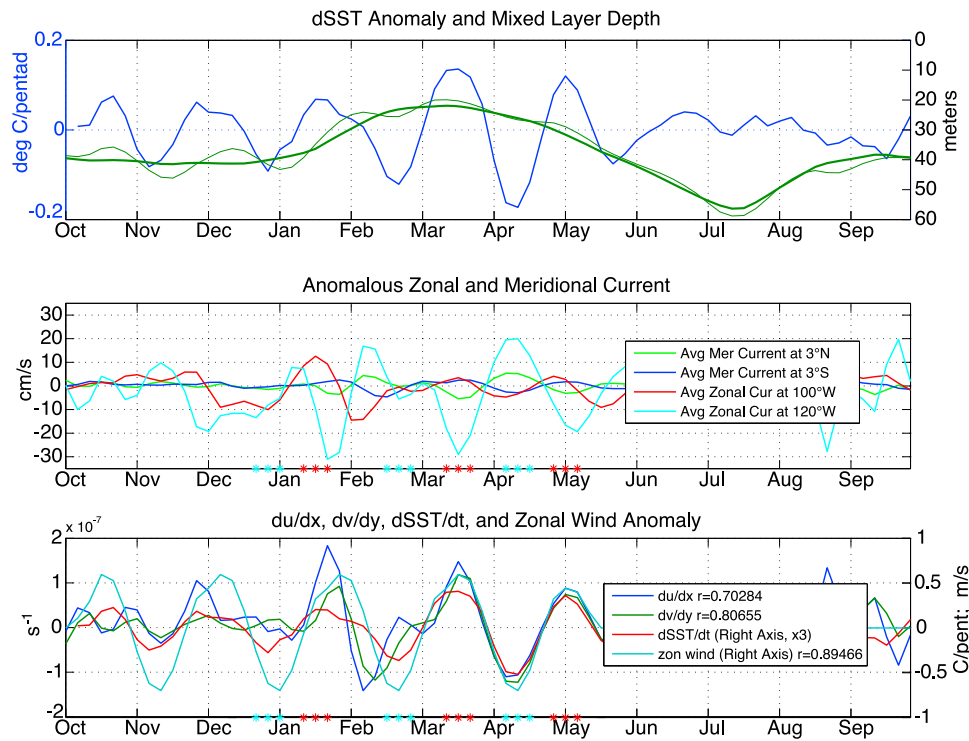 dSST Anomaly and Mixed Layer Depth
0.2
0
-0.2
deg C/pentad
0
10
20
30
40
50
60
meters
Oct Nov Dec Jan Feb Mar Apr May Jun Jul Aug Sep
Anomalous Zonal and Meridional Current
30
20
10
0
-10
-20
-30
cm/s
Avg Mer Current at 3°N
Avg Mer Current at 3°S
Avg Zonal Cur at 100°W
Avg Zonal Cur at 120°W
Oct Nov Dec Jan Feb Mar Apr May Jun Jul Aug Sep
du/dx, dv/dy, dSST/dt, and Zonal Wind Anomaly
x 10⁻⁷
2
1
0
-1
-2
s⁻¹
1
0.5
0
-0.5
-1
C/pent; m/s
du/dx r=0.70284
dv/dy r=0.80655
dSST/dt (Right Axis, x3)
zon wind (Right Axis) r=0.89466
Oct Nov Dec Jan Feb Mar Apr May Jun Jul Aug Sep